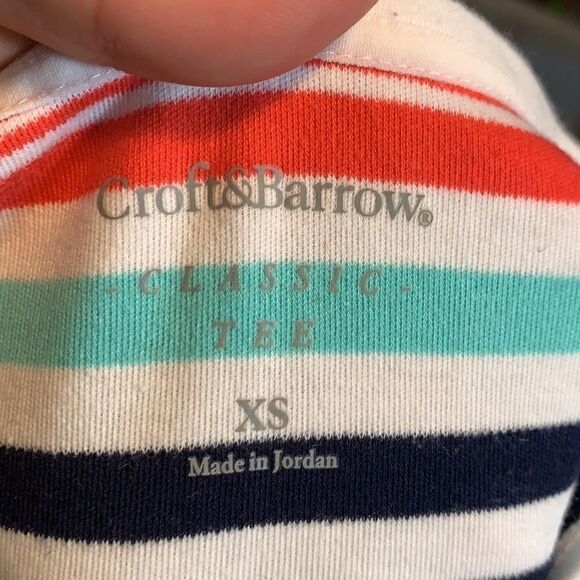 Croft&Barrow®
- CLASSIC -
TEE
XS
Made in Jordan